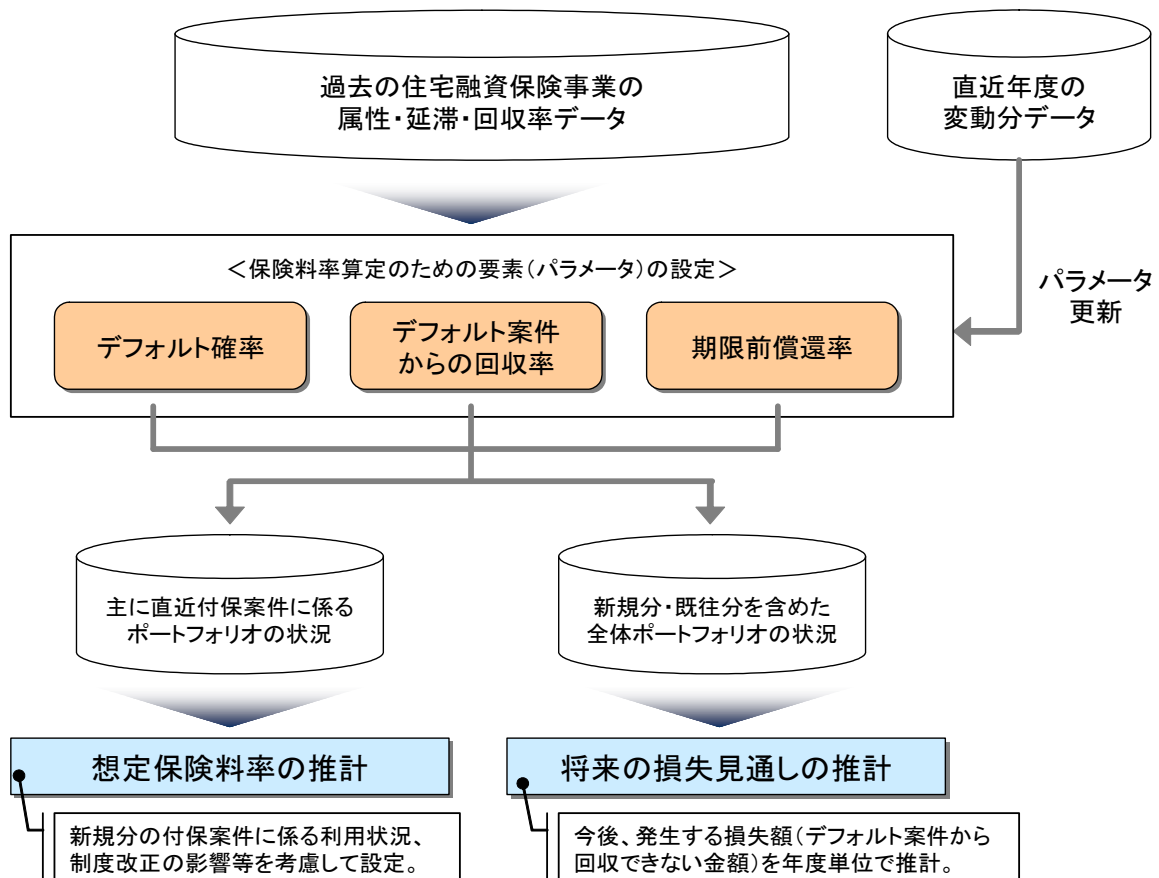 過去の住宅融資保険事業の
属性・延滞・回収率データ
直近年度の
変動分データ
＜保険料率算定のための要素（パラメータ）の設定＞
パラメータ
更新
デフォルト確率
デフォルト案件
からの回収率
期限前償還率
主に直近付保案件に係る
ポートフォリオの状況
新規分・既往分を含めた
全体ポートフォリオの状況
想定保険料率の推計
将来の損失見通しの推計
新規分の付保案件に係る利用状況、
制度改正の影響等を考慮して設定。
今後、発生する損失額（デフォルト案件から
回収できない金額）を年度単位で推計。